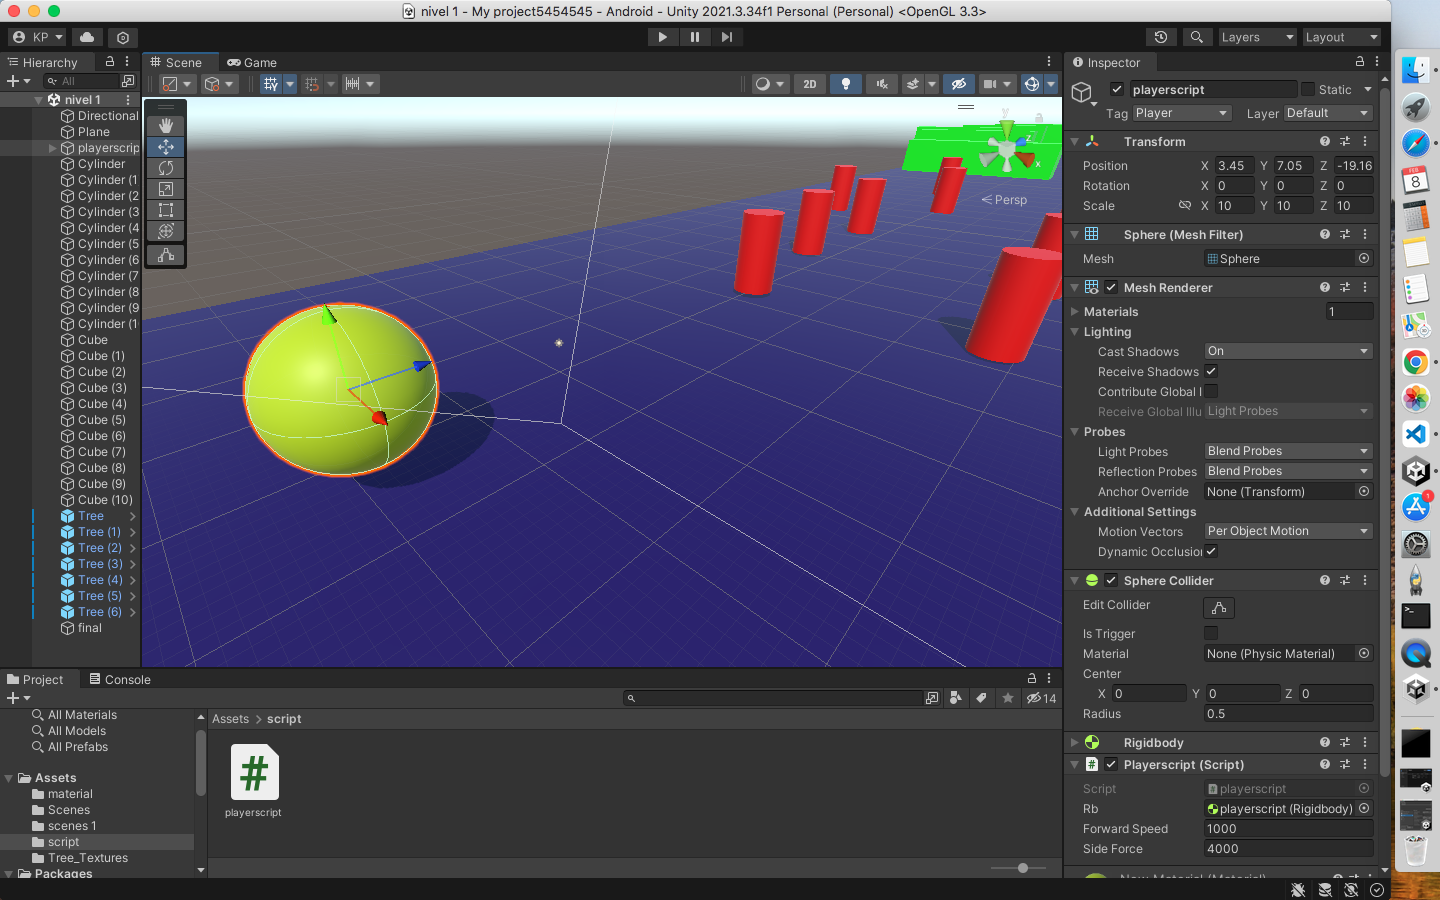 nivel 1 - My project5454545 - Android - Unity 2021.3.34f1 Personal (Personal) <OpenGL 3.3>
KP
Layers
Layout
Hierarchy
All
nivel 1
Directional
Plane
playerscrip
Cylinder
Cylinder (1
Cylinder (2
Cylinder (3
Cylinder (4
Cylinder (5
Cylinder (6
Cylinder (7
Cylinder (8
Cylinder (9
Cylinder (1
Cube
Cube (1)
Cube (2)
Cube (3)
Cube (4)
Cube (5)
Cube (6)
Cube (7)
Cube (8)
Cube (9)
Cube (10)
Tree
Tree (1)
Tree (2)
Tree (3)
Tree (4)
Tree (5)
Tree (6)
final
Scene
Game
2D
y
z
x
Persp
Inspector
playerscript
Static
Tag Player Layer Default
Transform
Position X 3.45 Y 7.05 Z -19.16
Rotation X 0 Y 0 Z 0
Scale X 10 Y 10 Z 10
Sphere (Mesh Filter)
Mesh Sphere
Mesh Renderer
Materials 1
Lighting
Cast Shadows On
Receive Shadows
Contribute Global I
Receive Global Illu Light Probes
Probes
Light Probes Blend Probes
Reflection Probes Blend Probes
Anchor Override None (Transform)
Additional Settings
Motion Vectors Per Object Motion
Dynamic Occlusion
Sphere Collider
Edit Collider
Is Trigger
Material None (Physic Material)
Center
X 0 Y 0 Z 0
Radius 0.5
Rigidbody
# Playerscript (Script)
Script playerscript
Rb playerscript (Rigidbody)
Forward Speed 1000
Side Force 4000
New Material (Material)
Project
Console
14
All Materials
All Models
All Prefabs
Assets
material
Scenes
scenes 1
script
Tree_Textures
Packages
Assets > script
#
playerscript
FEB
8
1